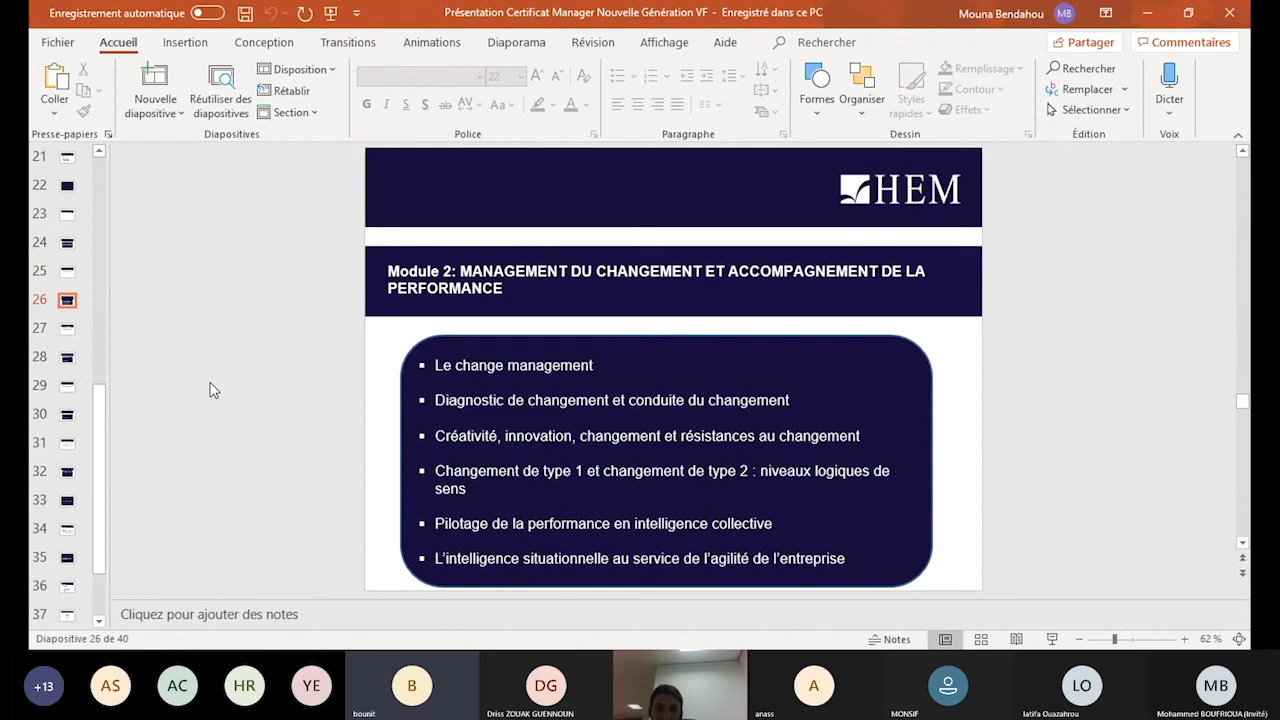 Enregistrement automatique
Présentation Certificat Manager Nouvelle Génération VF - Enregistré dans ce PC
Mouna Bendahou MB
Fichier Accueil Insertion Conception Transitions Animations Diaporama Révision Affichage Aide Rechercher
Partager Commentaires
Coller
Nouvelle
diapositive
Réutiliser des
diapositives
Disposition
Rétablir
Section
22
G I S S ab AV Aa A
Formes Organiser Styles
rapides
Remplissage
Contour
Effets
Rechercher
Remplacer
Sélectionner
Dicter
Presse-papiers Diapositives Police Paragraphe Dessin Édition Voix
21
22
23
24
25
26
27
28
29
30
31
32
33
34
35
36
37
HEM
Module 2: MANAGEMENT DU CHANGEMENT ET ACCOMPAGNEMENT DE LA
PERFORMANCE
▪ Le change management
▪ Diagnostic de changement et conduite du changement
▪ Créativité, innovation, changement et résistances au changement
▪ Changement de type 1 et changement de type 2 : niveaux logiques de
sens
▪ Pilotage de la performance en intelligence collective
▪ L'intelligence situationnelle au service de l'agilité de l'entreprise
Cliquez pour ajouter des notes
Diapositive 26 de 40
Notes
62 %
+13 AS AC HR YE B DG A LO MB
bounit Driss ZOUAK GUENNOUN anass MONSIF latifa Ouazahrou Mohammed BOUFRIOUA (Invité)